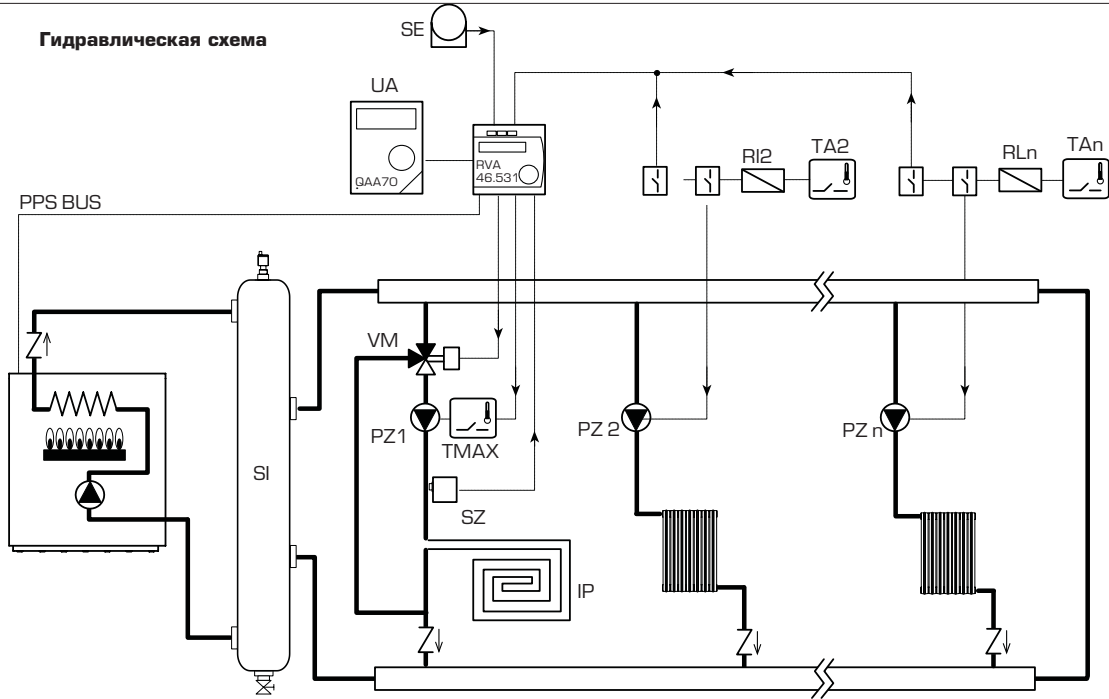 Гидравлическая схема
SE
UA
QAA70
RVA
46.531
RI2
TA2
RLn
TAn
PPS BUS
VM
PZ1
TMAX
PZ 2
PZ n
SI
SZ
IP